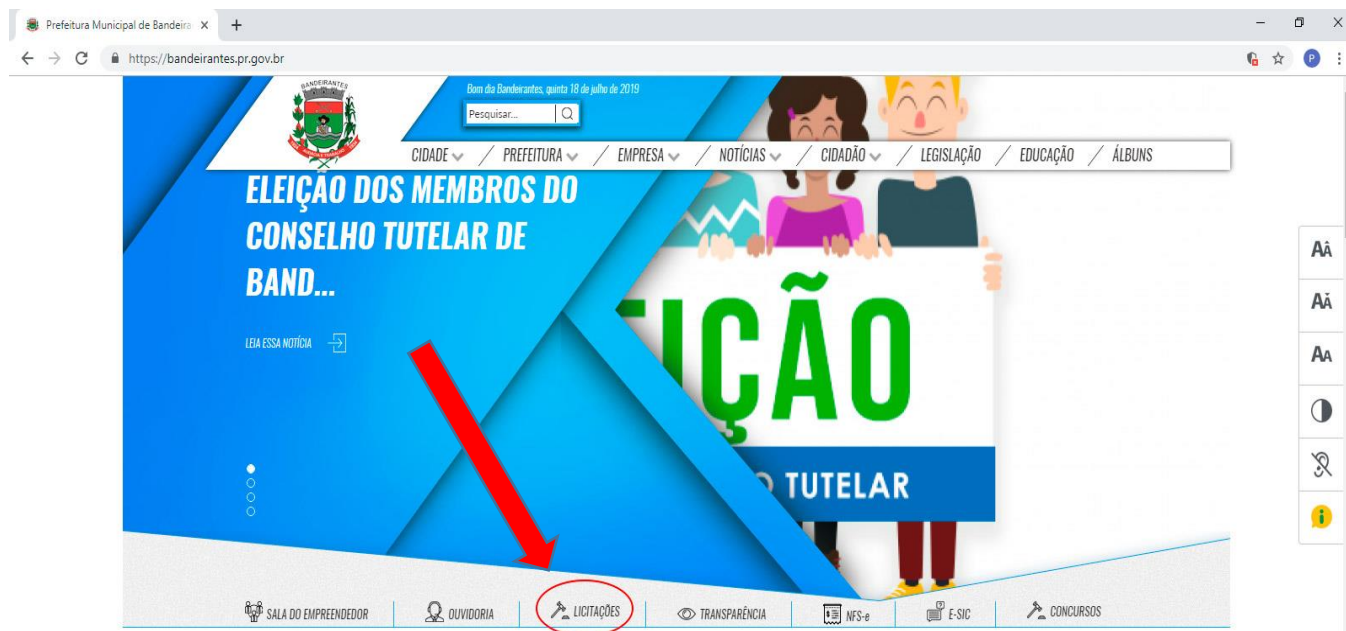 Prefeitura Municipal de Bandeira
https://bandeirantes.pr.gov.br
P
BANDEIRANTES
Bom dia Bandeirantes, quinta 18 de julho de 2019
Pesquisar...
CIDADE / PREFEITURA / EMPRESA / NOTÍCIAS / CIDADÃO / LEGISLAÇÃO / EDUCAÇÃO / ÁLBUNS
ELEIÇÃO DOS MEMBROS DO
CONSELHO TUTELAR DE
BAND...
LEIA ESSA NOTÍCIA
IÇÃO
O TUTELAR
Aâ
Aǎ
AA
i
SALA DO EMPREENDEDOR OUVIDORIA LICITAÇÕES TRANSPARÊNCIA NFS-e E-SIC CONCURSOS